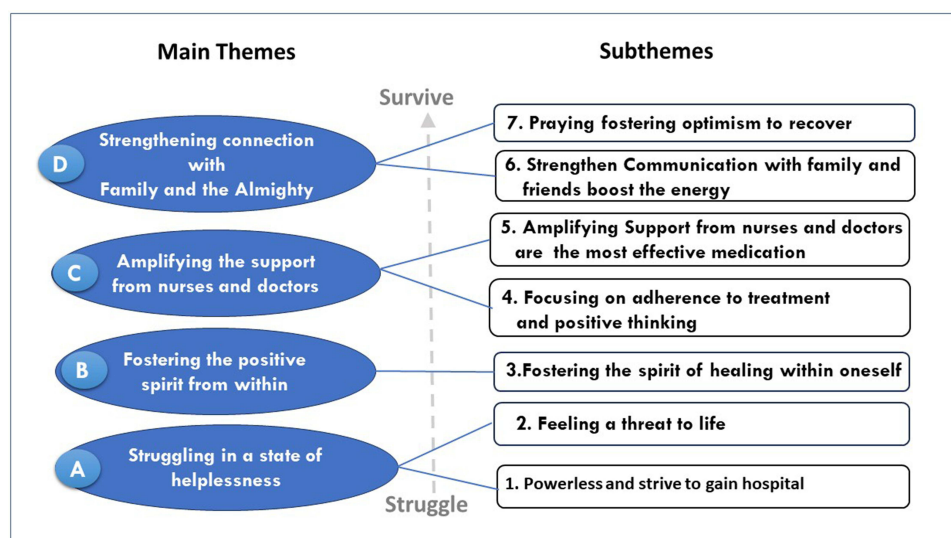 Main Themes
Subthemes
Survive
D
Strengthening connection
with
Family and the Almighty
7. Praying fostering optimism to recover
6. Strengthen Communication with family and
friends boost the energy
C
Amplifying the support
from nurses and doctors
5. Amplifying Support from nurses and doctors
are the most effective medication
4. Focusing on adherence to treatment
and positive thinking
B
Fostering the positive
spirit from within
3.Fostering the spirit of healing within oneself
A
Struggling in a state of
helplessness
2. Feeling a threat to life
1. Powerless and strive to gain hospital
Struggle